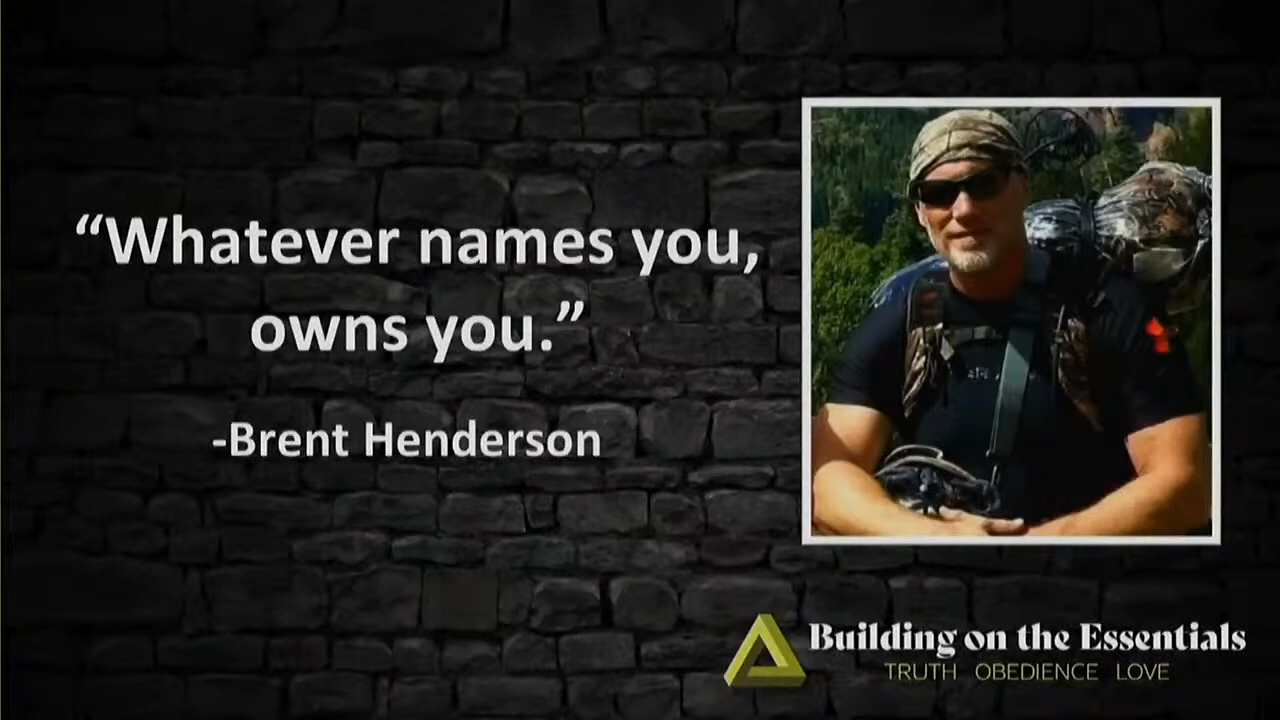 “Whatever names you,
owns you.”
-Brent Henderson
Building on the Essentials
TRUTH OBEDIENCE LOVE